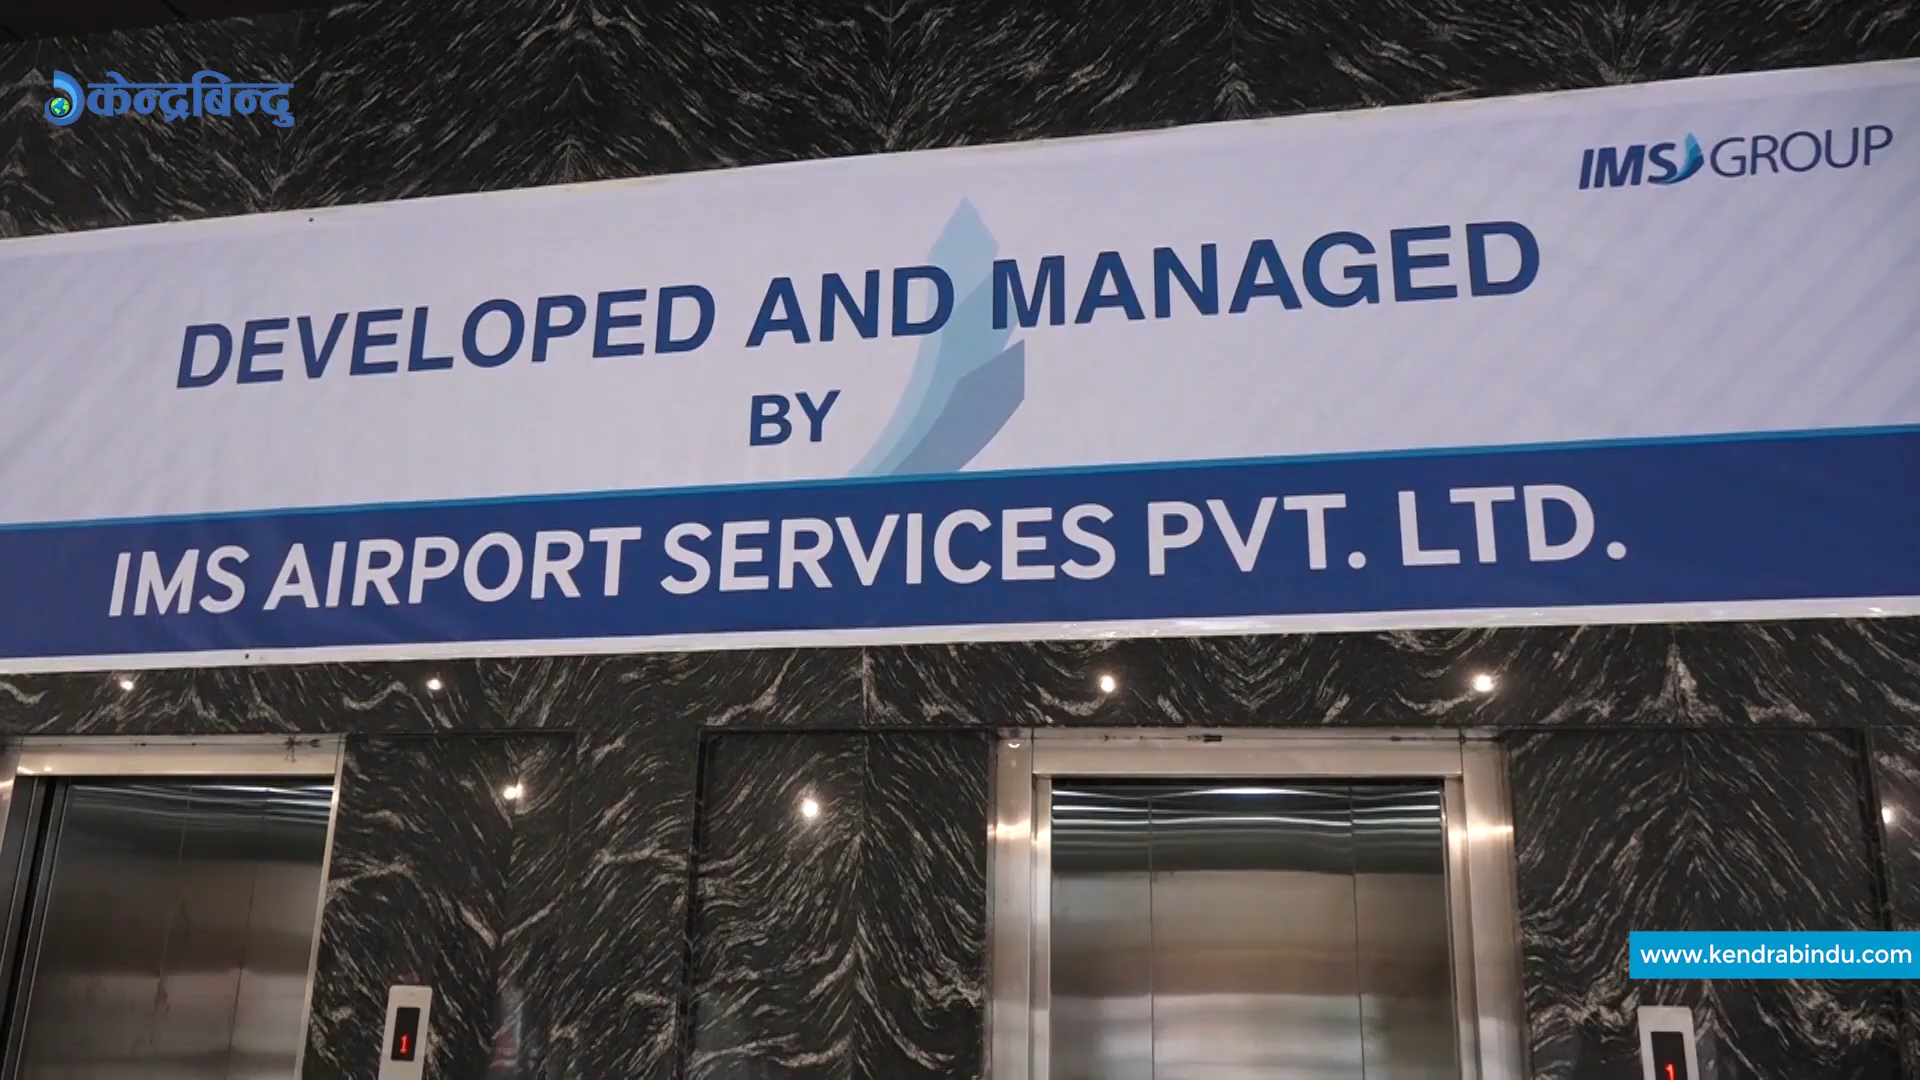 केन्द्रबिन्दु
IMS GROUP
DEVELOPED AND MANAGED
BY
IMS AIRPORT SERVICES PVT. LTD.
www.kendrabindu.com
1
1